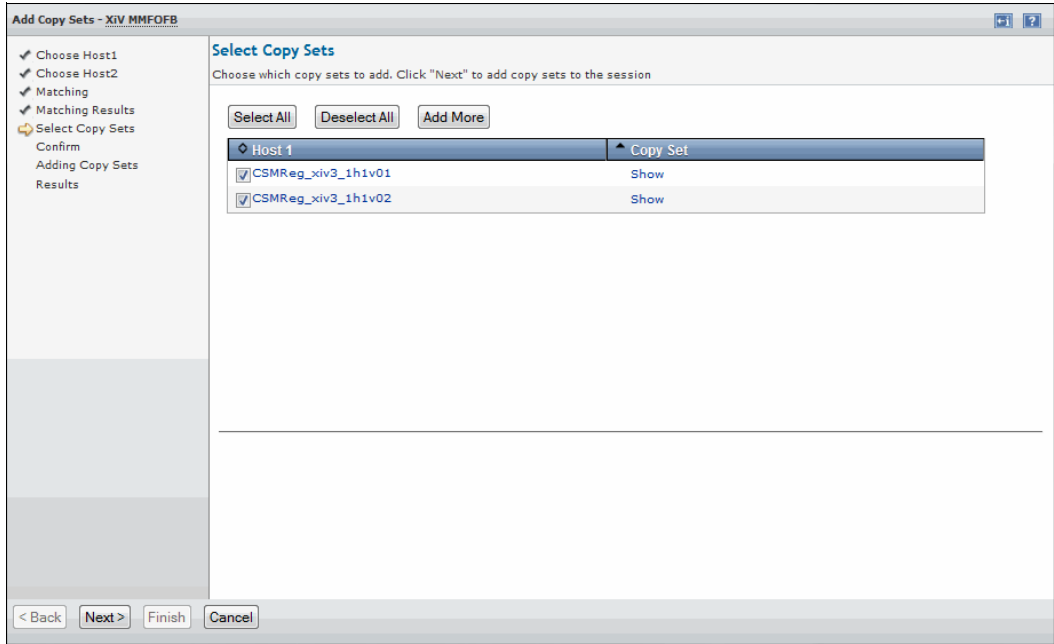 Add Copy Sets - XiV MMFOFB
?
Choose Host1
Choose Host2
Matching
Matching Results
Select Copy Sets
Confirm
Adding Copy Sets
Results
Select Copy Sets
Choose which copy sets to add. Click "Next" to add copy sets to the session
Select All Deselect All Add More
Host 1 Copy Set
CSMReg_xiv3_1h1v01 Show
CSMReg_xiv3_1h1v02 Show
< Back Next > Finish Cancel